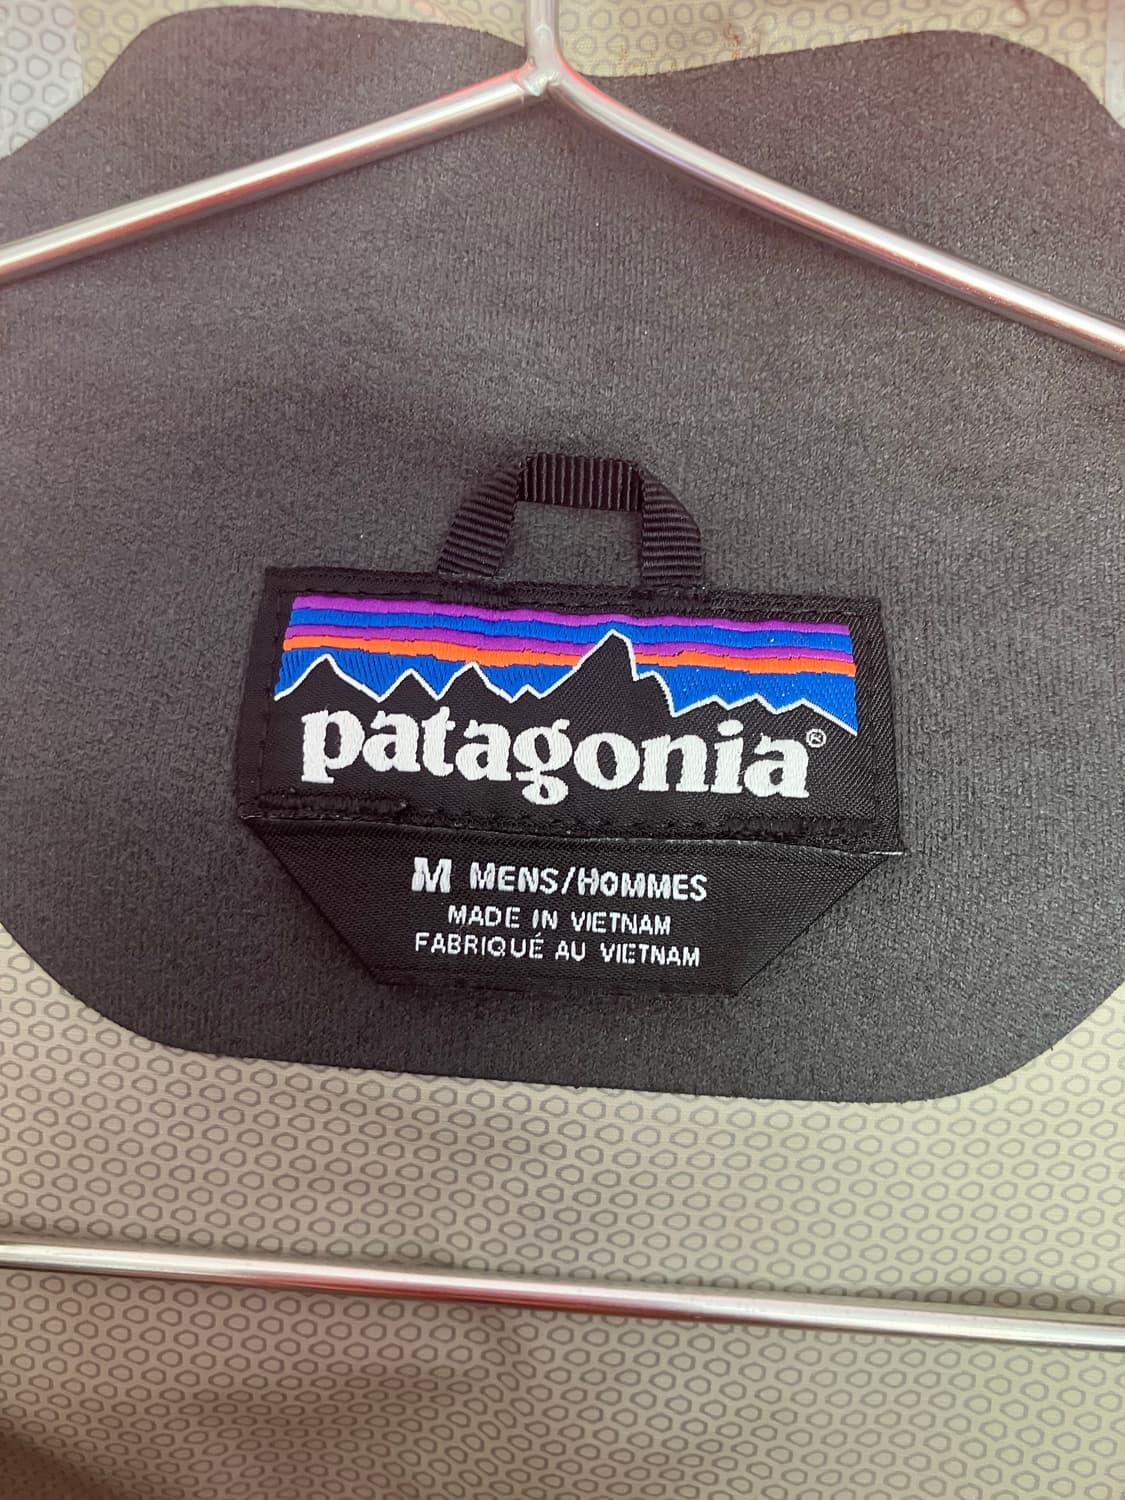 patagonia®
M MENS/HOMMES
MADE IN VIETNAM
FABRIQUÉ AU VIETNAM